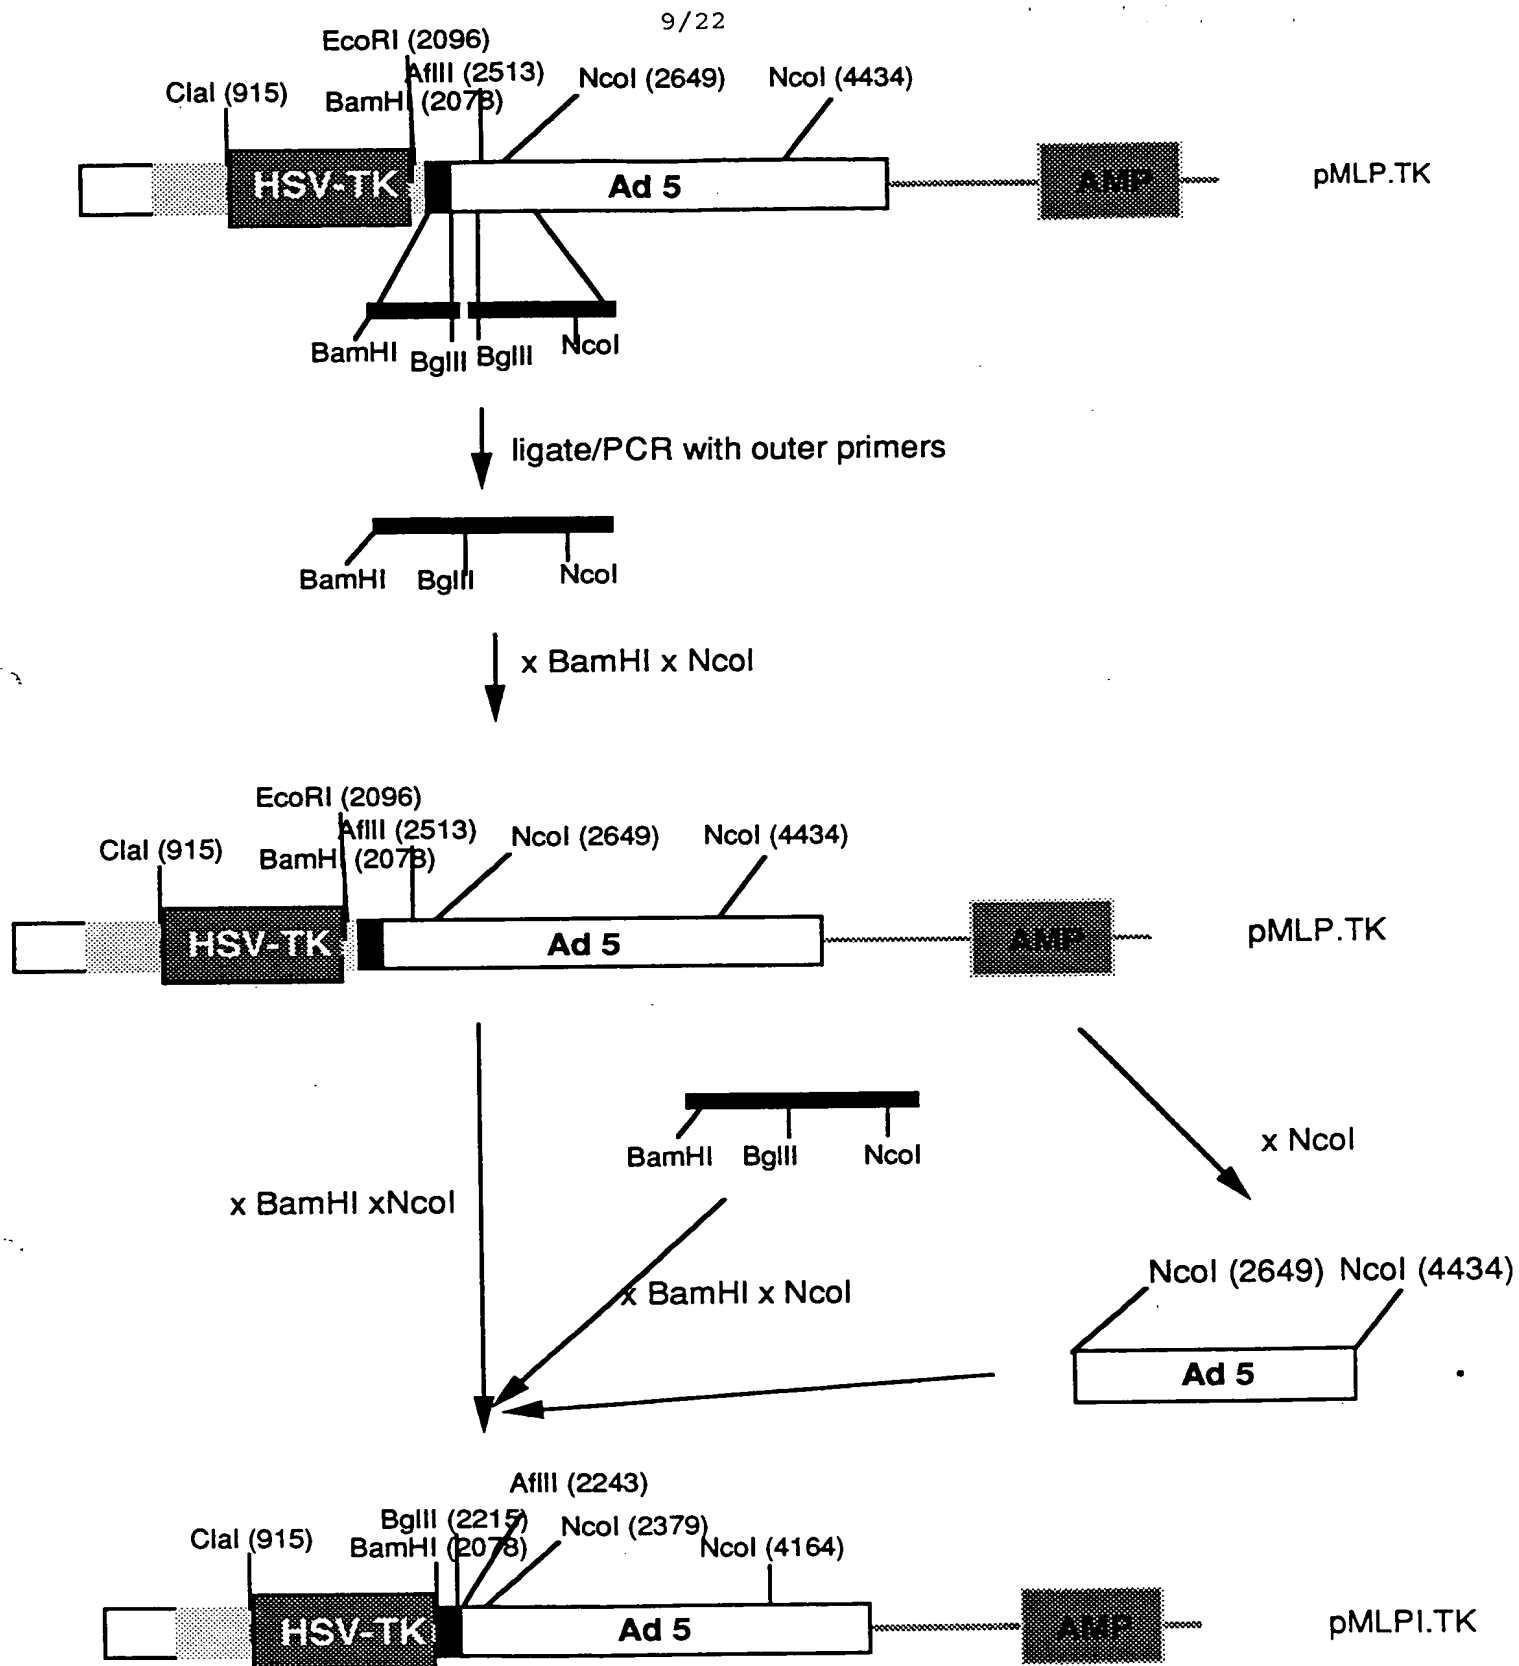 9/22
EcoRI (2096)
AflII (2513)
NcoI (2649)
NcoI (4434)
ClaI (915)
BamHI (2078)
HSV-TK
Ad 5
AMP
pMLP.TK
BamHI
BglII
BglII
NcoI
ligate/PCR with outer primers
BamHI
BglII
NcoI
x BamHI x NcoI
EcoRI (2096)
AflII (2513)
NcoI (2649)
NcoI (4434)
ClaI (915)
BamHI (2078)
HSV-TK
Ad 5
AMP
pMLP.TK
BamHI
BglII
NcoI
x NcoI
x BamHI xNcoI
x BamHI x NcoI
NcoI (2649) NcoI (4434)
Ad 5
AflII (2243)
BglII (2215)
NcoI (2379)
ClaI (915)
BamHI (2078)
NcoI (4164)
HSV-TK
Ad 5
AMP
pMLPI.TK